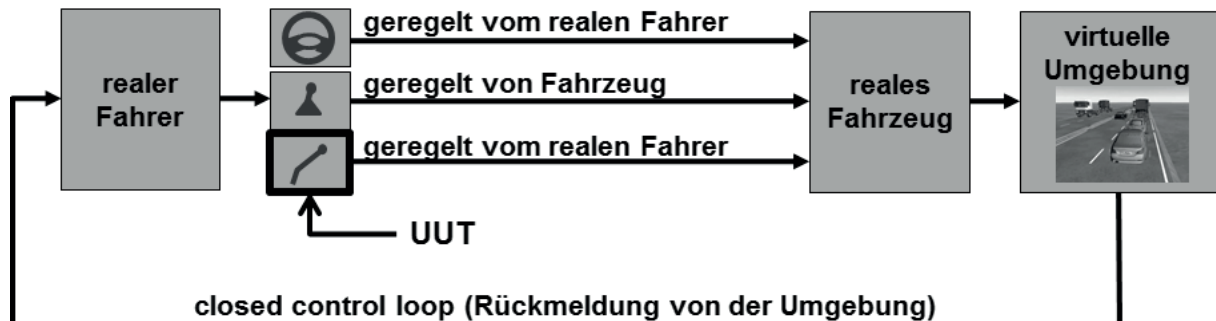 geregelt vom realen Fahrer
realer
Fahrer
geregelt von Fahrzeug
geregelt vom realen Fahrer
reales
Fahrzeug
virtuelle
Umgebung
UUT
closed control loop (Rückmeldung von der Umgebung)